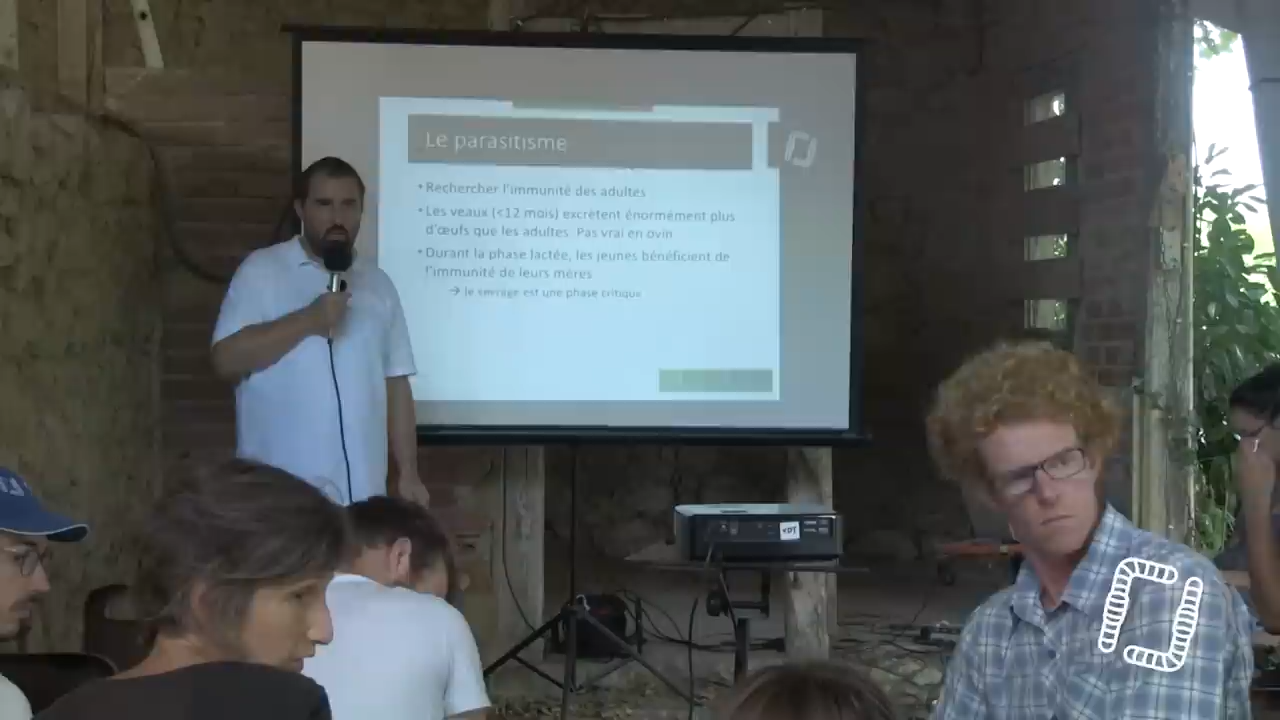 Le parasitisme
• Rechercher l'immunité des adultes
• Les veaux (<12 mois) excrètent énormément plus
d'œufs que les adultes. Pas vrai en ovin
• Durant la phase lactée, les jeunes bénéficient de
l'immunité de leurs mères
→ le sevrage est une phase critique